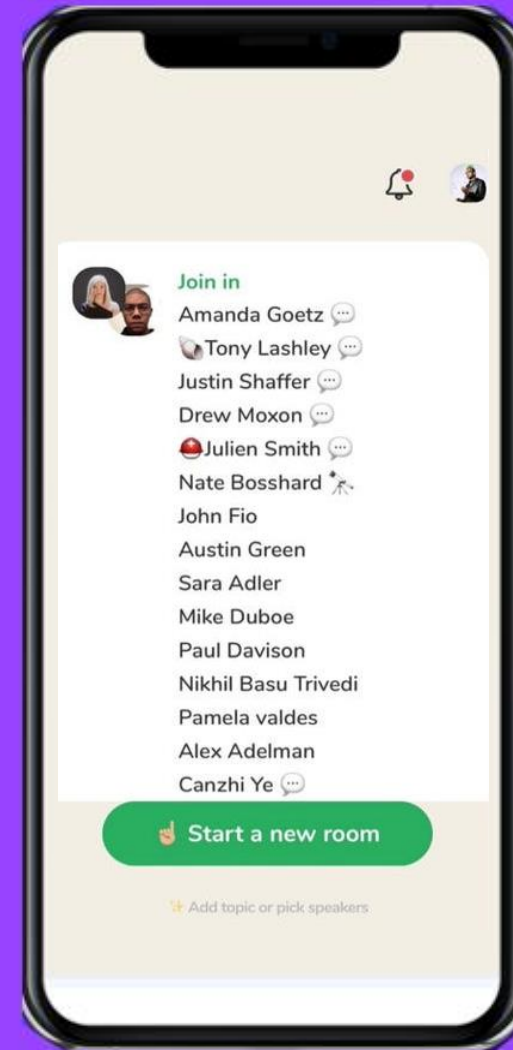 Join in
Amanda Goetz 💬
🐚Tony Lashley 💬
Justin Shaffer 💬
Drew Moxon 💬
⛑Julien Smith 💬
Nate Bosshard 🔭
John Fio
Austin Green
Sara Adler
Mike Duboe
Paul Davison
Nikhil Basu Trivedi
Pamela valdes
Alex Adelman
Canzhi Ye 💬
☝🏼 Start a new room
✨ Add topic or pick speakers